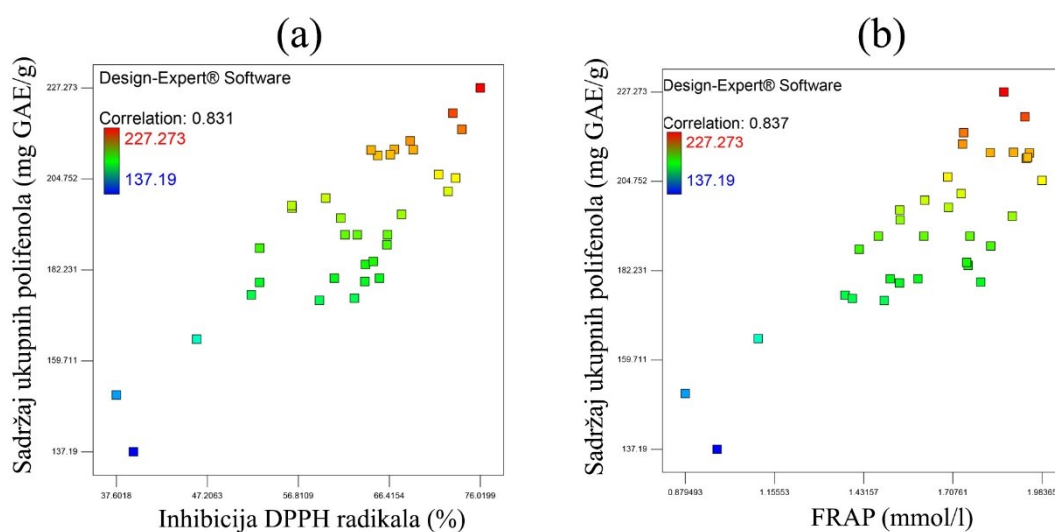 (a)
Design-Expert® Software
Correlation: 0.831
227.273
137.19
Sadržaj ukupnih polifenola (mg GAE/g)
227.273
204.752
182.231
159.711
137.19
37.6018
47.2063
56.8109
66.4154
76.0199
Inhibicija DPPH radikala (%)
(b)
Design-Expert® Software
Correlation: 0.837
227.273
137.19
Sadržaj ukupnih polifenola (mg GAE/g)
227.273
204.752
182.231
159.711
137.19
0.879493
1.15553
1.43157
1.70761
1.98365
FRAP (mmol/l)